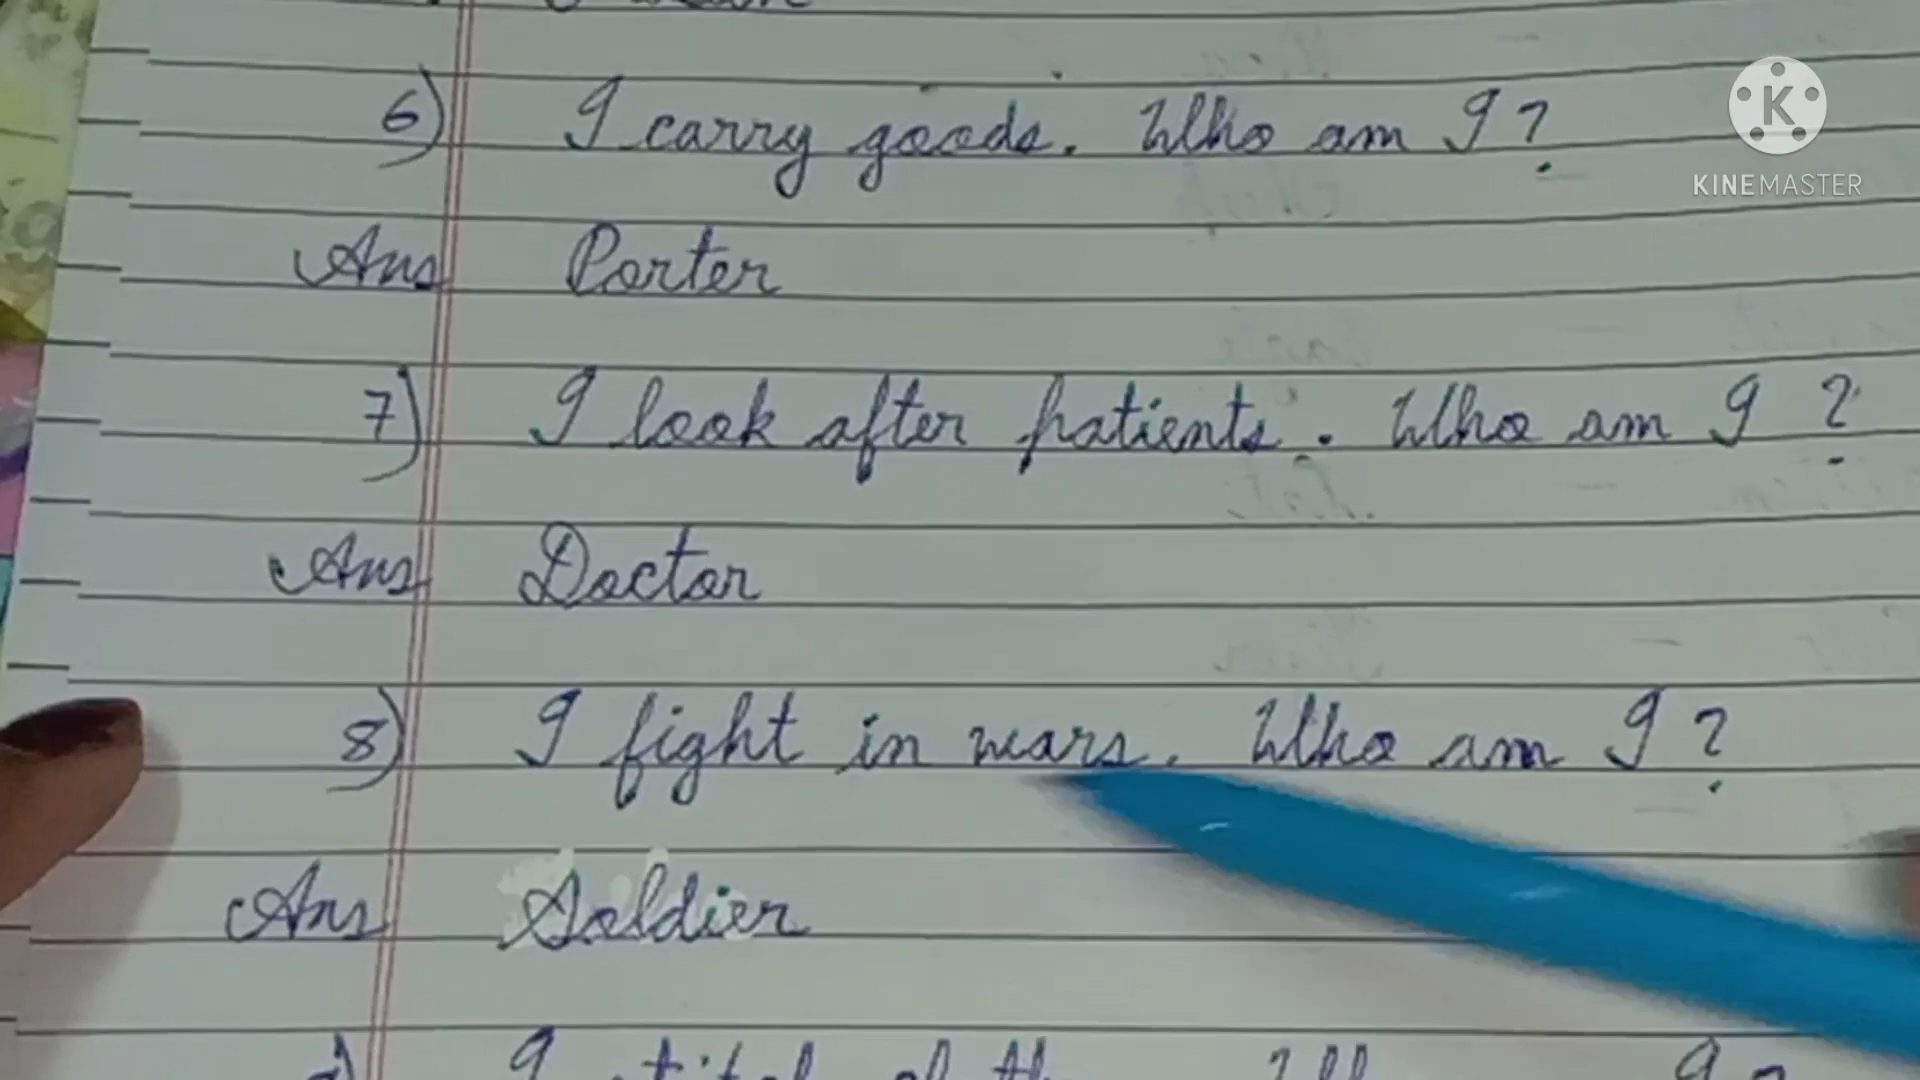 6) I carry goods. Who am I?
KINEMASTER
Ans Porter
7) I look after patients. Who am I?
Ans Doctor
8) I fight in wars. Who am I?
Ans Soldier